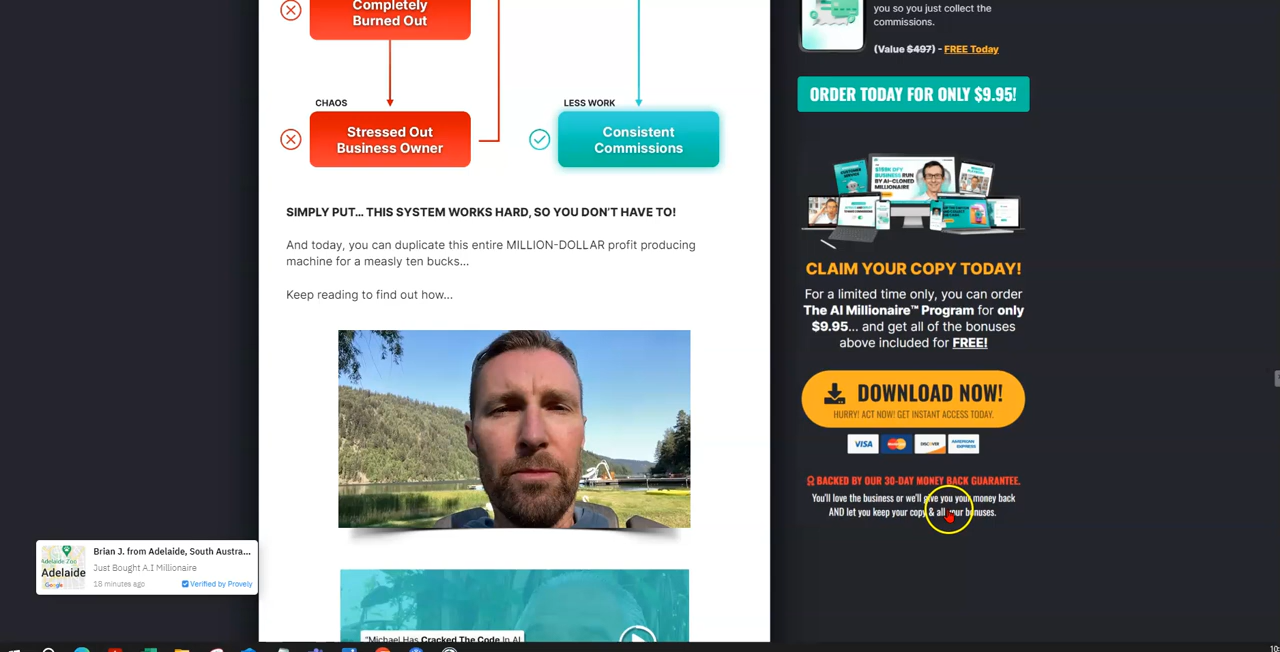 Completely
Burned Out
CHAOS
Stressed Out
Business Owner
LESS WORK
Consistent
Commissions
SIMPLY PUT... THIS SYSTEM WORKS HARD, SO YOU DON'T HAVE TO!
And today, you can duplicate this entire MILLION-DOLLAR profit producing
machine for a measly ten bucks...
Keep reading to find out how...
"Michael Has Cracked The Code In AI
Brian J. from Adelaide, South Austra...
Just Bought A.I Millionaire
18 minutes ago
Verified by Provely
Adelaide Zoo
Adelaide
Google
you so you just collect the
commissions.
(Value $497) - FREE Today
ORDER TODAY FOR ONLY $9.95!
CLAIM YOUR COPY TODAY!
For a limited time only, you can order
The AI Millionaire™ Program for only
$9.95... and get all of the bonuses
above included for FREE!
DOWNLOAD NOW!
HURRY! ACT NOW! GET INSTANT ACCESS TODAY.
VISA
DISCOVER
AMERICAN EXPRESS
BACKED BY OUR 30-DAY MONEY BACK GUARANTEE.
You'll love the business or we'll give you your money back
AND let you keep your copy & all your bonuses.